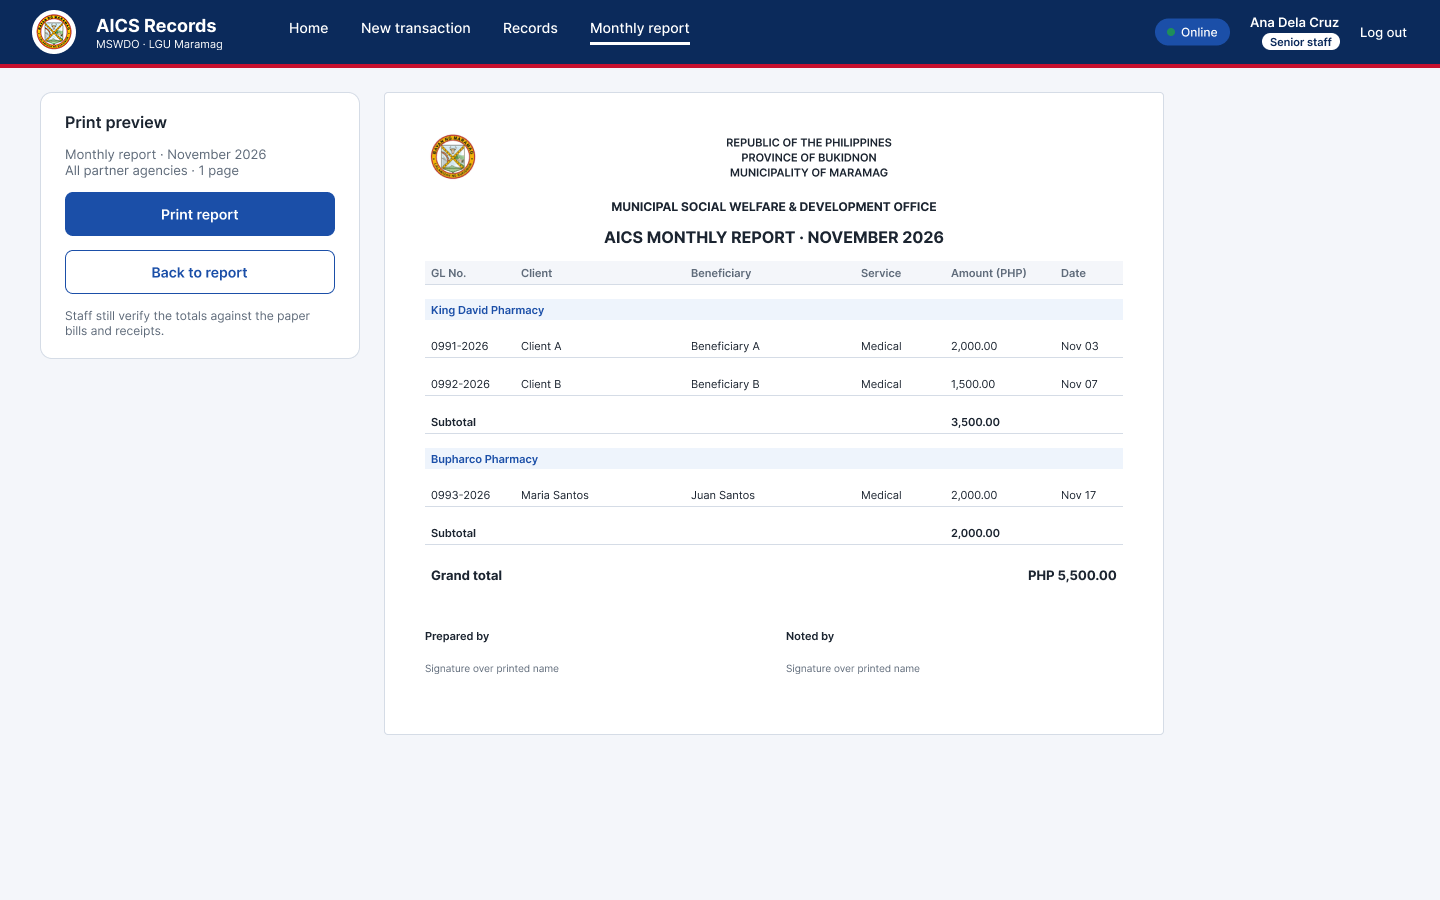 AICS Records
MSWDO · LGU Maramag
Home
New transaction
Records
Monthly report
Online
Ana Dela Cruz
Senior staff
Log out
Print preview
Monthly report · November 2026
All partner agencies · 1 page
Print report
Back to report
Staff still verify the totals against the paper
bills and receipts.
REPUBLIC OF THE PHILIPPINES
PROVINCE OF BUKIDNON
MUNICIPALITY OF MARAMAG
MUNICIPAL SOCIAL WELFARE & DEVELOPMENT OFFICE
AICS MONTHLY REPORT · NOVEMBER 2026
GL No. Client Beneficiary Service Amount (PHP) Date
King David Pharmacy
0991-2026 Client A Beneficiary A Medical 2,000.00 Nov 03
0992-2026 Client B Beneficiary B Medical 1,500.00 Nov 07
Subtotal 3,500.00
Bupharco Pharmacy
0993-2026 Maria Santos Juan Santos Medical 2,000.00 Nov 17
Subtotal 2,000.00
Grand total PHP 5,500.00
Prepared by Noted by
Signature over printed name Signature over printed name